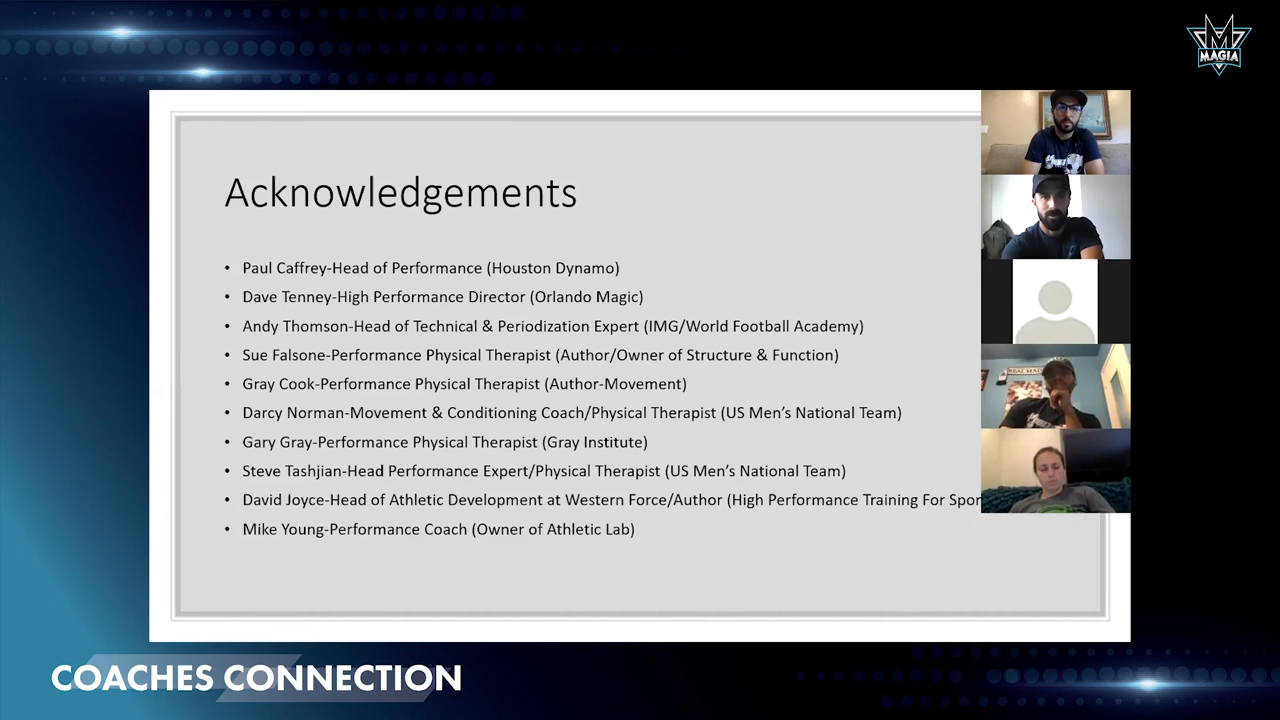 MAGIA
Acknowledgements
• Paul Caffrey-Head of Performance (Houston Dynamo)
• Dave Tenney-High Performance Director (Orlando Magic)
• Andy Thomson-Head of Technical & Periodization Expert (IMG/World Football Academy)
• Sue Falsone-Performance Physical Therapist (Author/Owner of Structure & Function)
• Gray Cook-Performance Physical Therapist (Author-Movement)
• Darcy Norman-Movement & Conditioning Coach/Physical Therapist (US Men’s National Team)
• Gary Gray-Performance Physical Therapist (Gray Institute)
• Steve Tashjian-Head Performance Expert/Physical Therapist (US Men’s National Team)
• David Joyce-Head of Athletic Development at Western Force/Author (High Performance Training For Spor
• Mike Young-Performance Coach (Owner of Athletic Lab)
COACHES CONNECTION